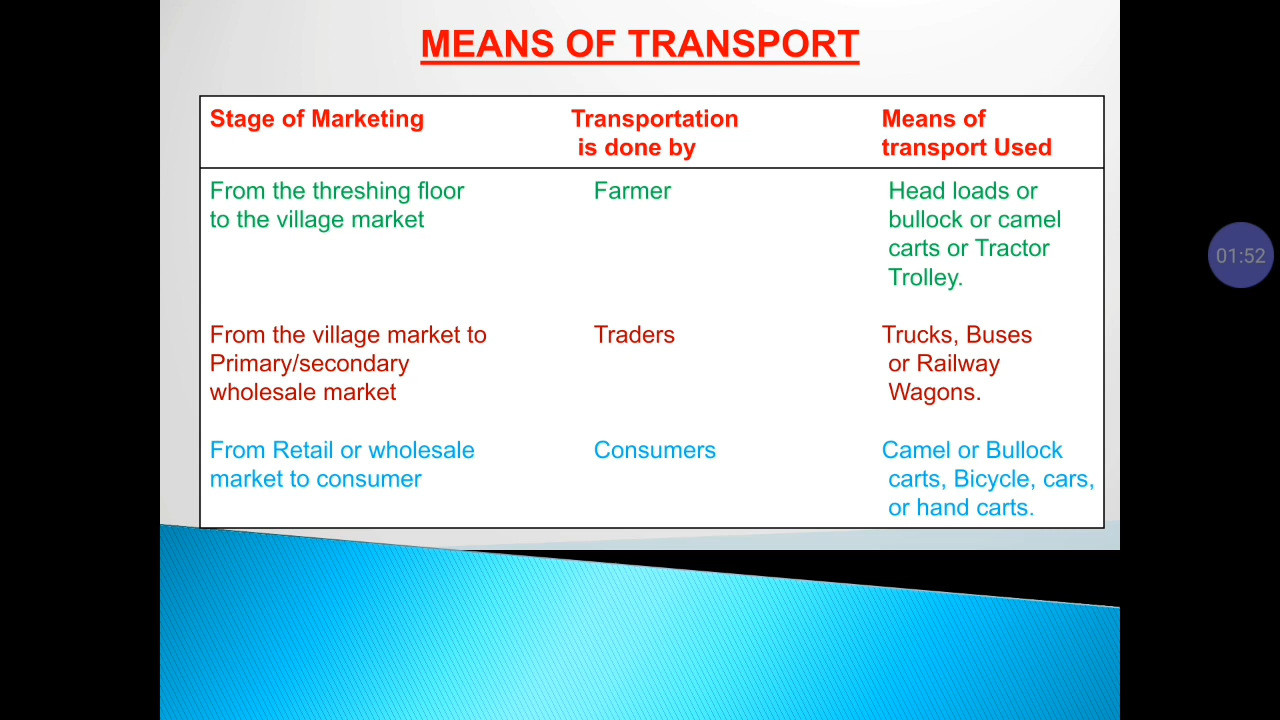 MEANS OF TRANSPORT
Stage of Marketing Transportation Means of
is done by transport Used
From the threshing floor Farmer Head loads or
to the village market bullock or camel
carts or Tractor
Trolley.
From the village market to Traders Trucks, Buses
Primary/secondary or Railway
wholesale market Wagons.
From Retail or wholesale Consumers Camel or Bullock
market to consumer carts, Bicycle, cars,
or hand carts.
01:52